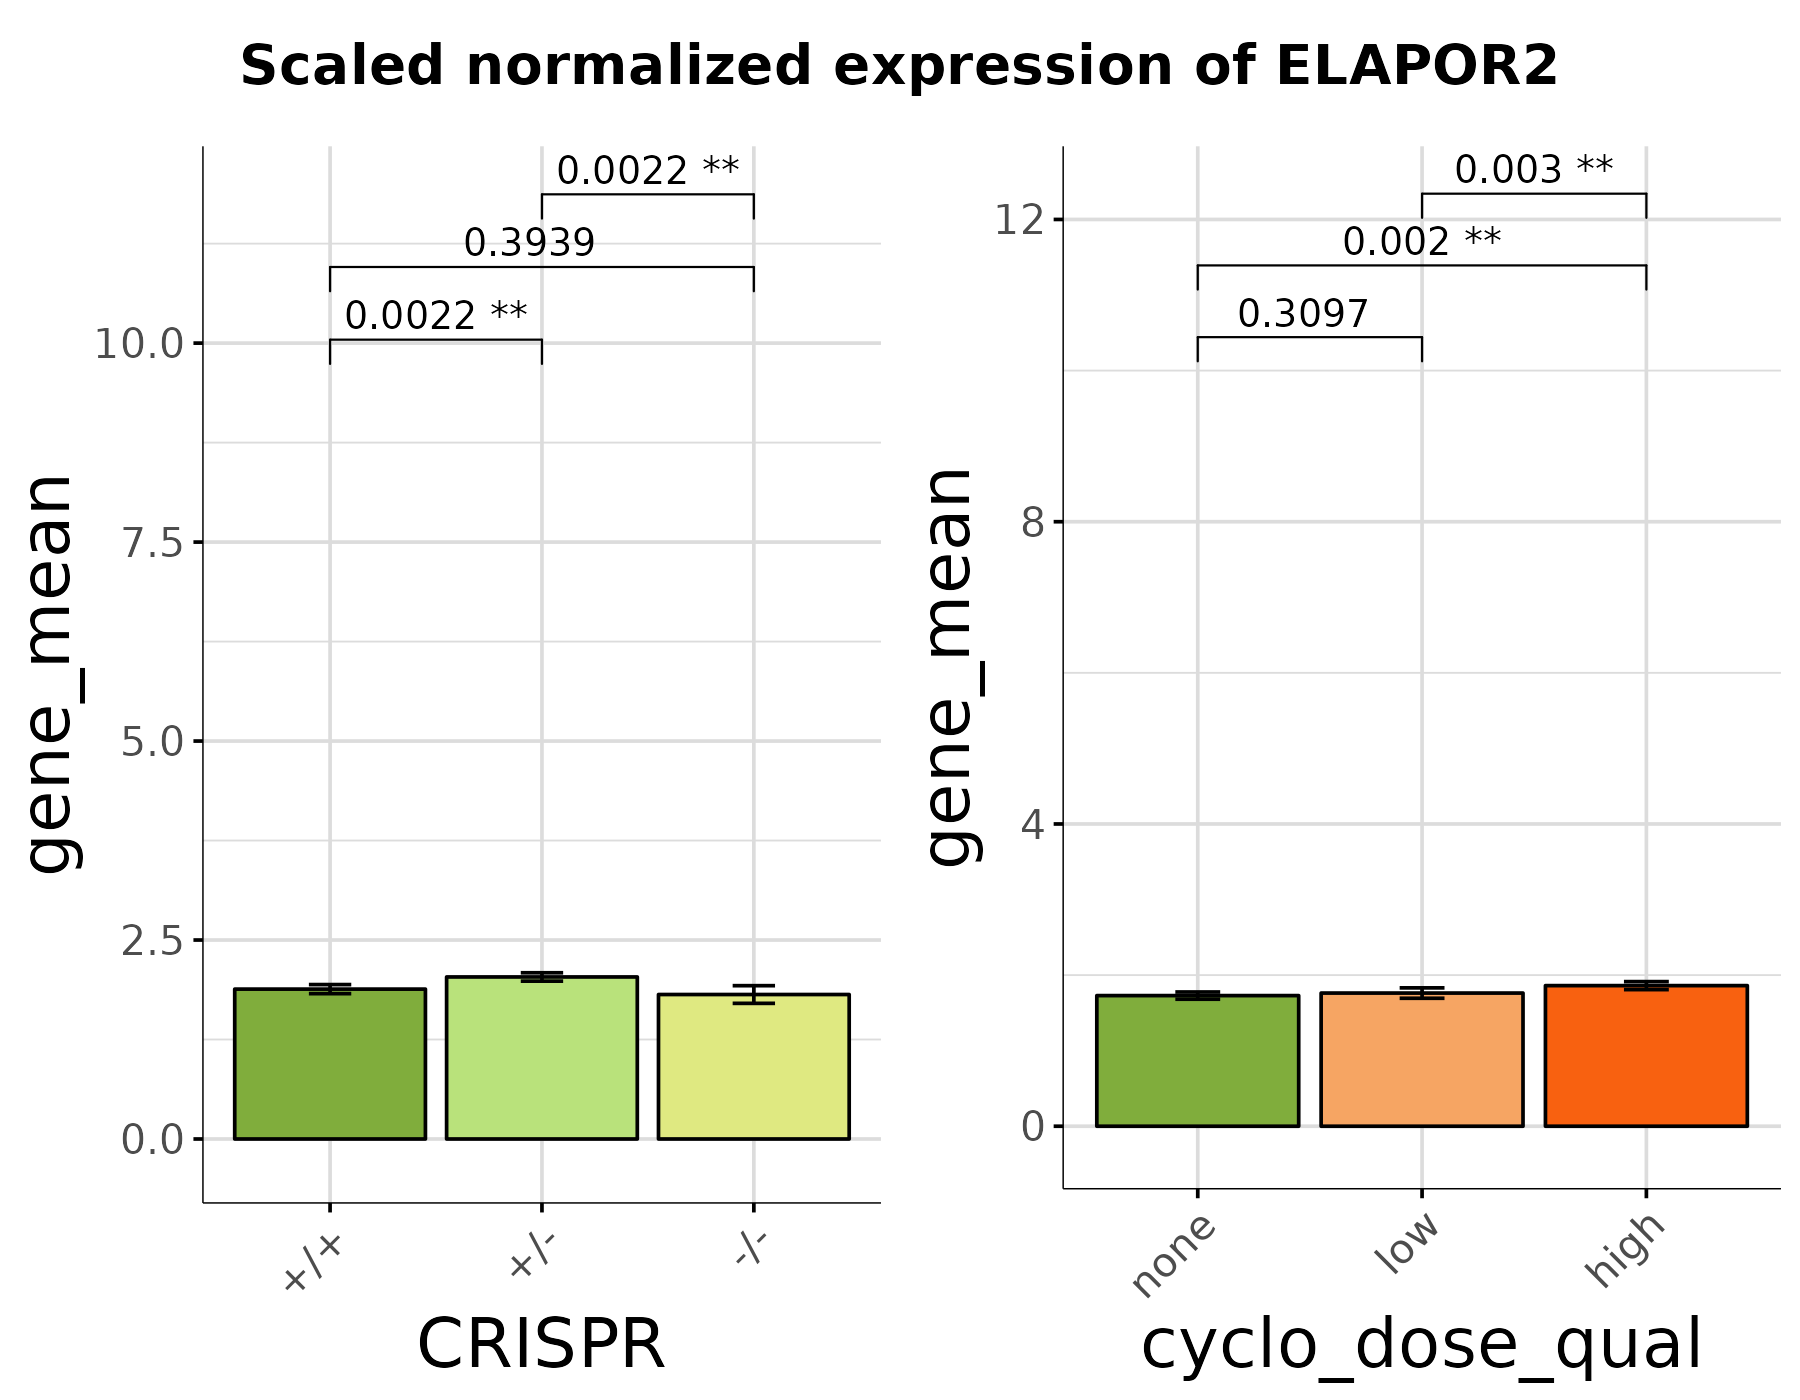 Scaled normalized expression of ELAPOR2
gene_mean
10.0
7.5
5.0
2.5
0.0
0.0022 **
0.3939
0.0022 **
+/+
+/-
-/-
CRISPR
gene_mean
12
8
4
0
0.003 **
0.002 **
0.3097
none
low
high
cyclo_dose_qual